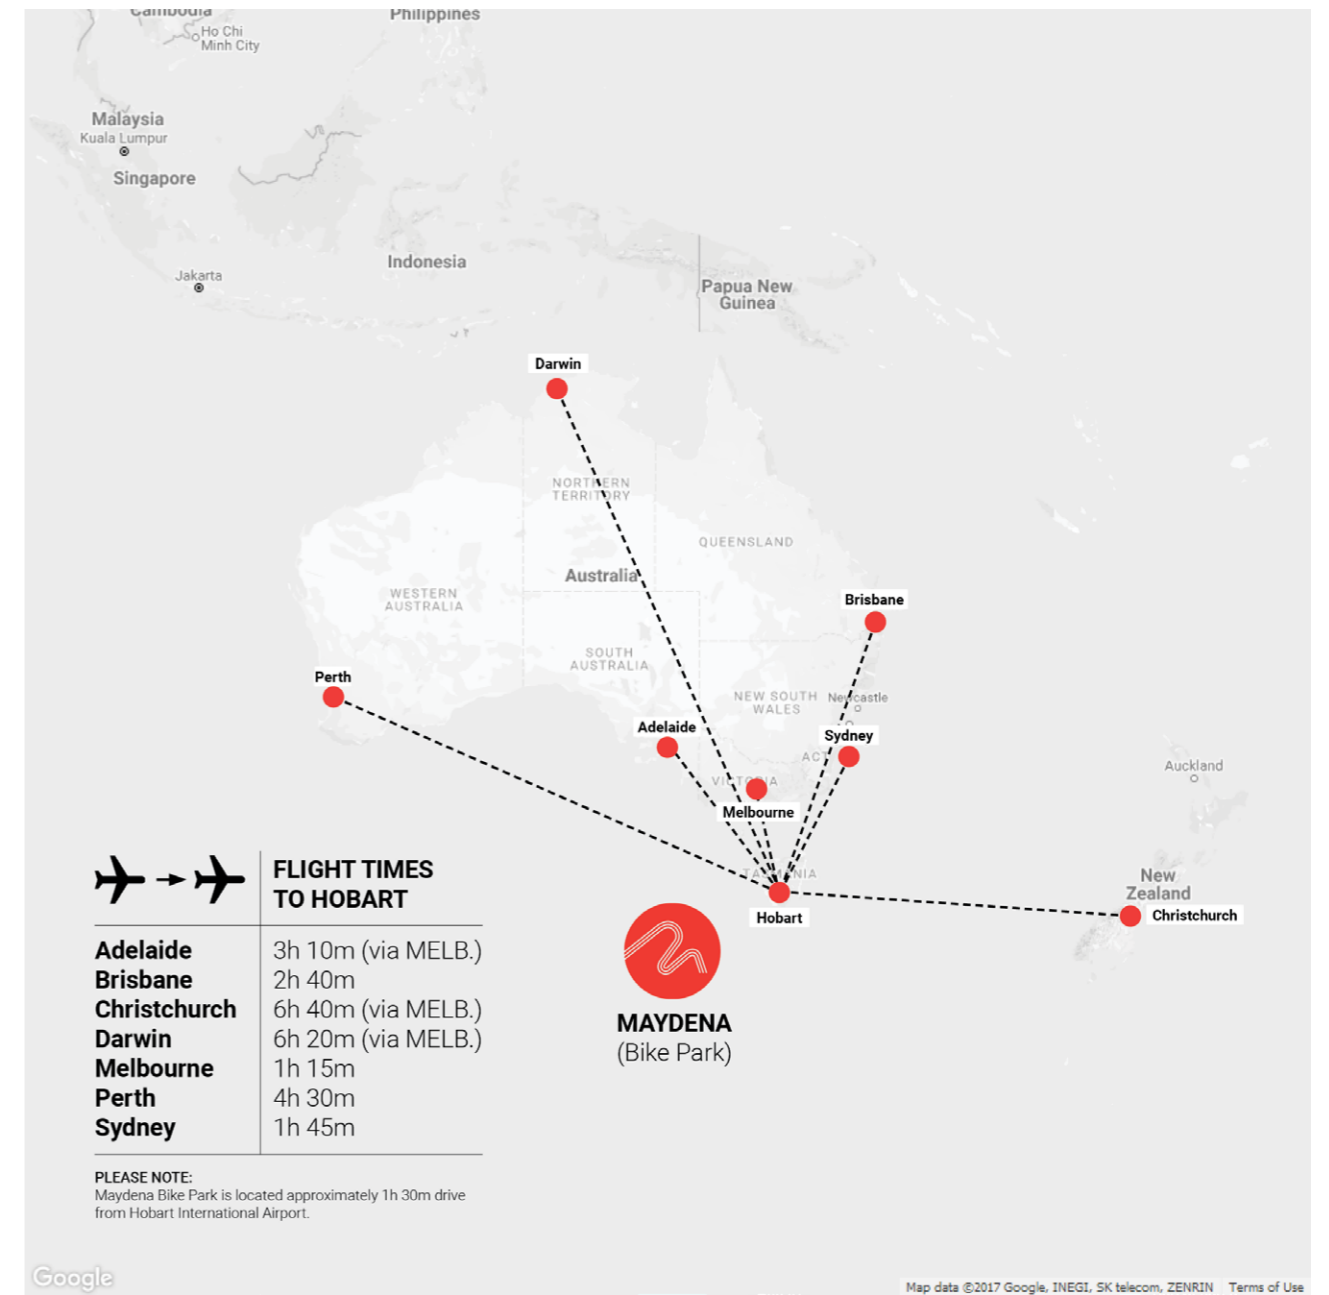 Cambodia
Philippines
Ho Chi
Minh City
Malaysia
Kuala Lumpur
Singapore
Indonesia
Jakarta
Papua New
Guinea
Darwin
NORTHERN
TERRITORY
QUEENSLAND
Australia
WESTERN
AUSTRALIA
Brisbane
SOUTH
AUSTRALIA
Perth
NEW SOUTH
WALES
Newcastle
Adelaide
Sydney
ACT
VICTORIA
Melbourne
Auckland
TASMANIA
Hobart
New
Zealand
Christchurch
FLIGHT TIMES
TO HOBART
Adelaide 3h 10m (via MELB.)
Brisbane 2h 40m
Christchurch 6h 40m (via MELB.)
Darwin 6h 20m (via MELB.)
Melbourne 1h 15m
Perth 4h 30m
Sydney 1h 45m
PLEASE NOTE:
Maydena Bike Park is located approximately 1h 30m drive
from Hobart International Airport.
MAYDENA
(Bike Park)
Google
Map data ©2017 Google, INEGI, SK telecom, ZENRIN Terms of Use